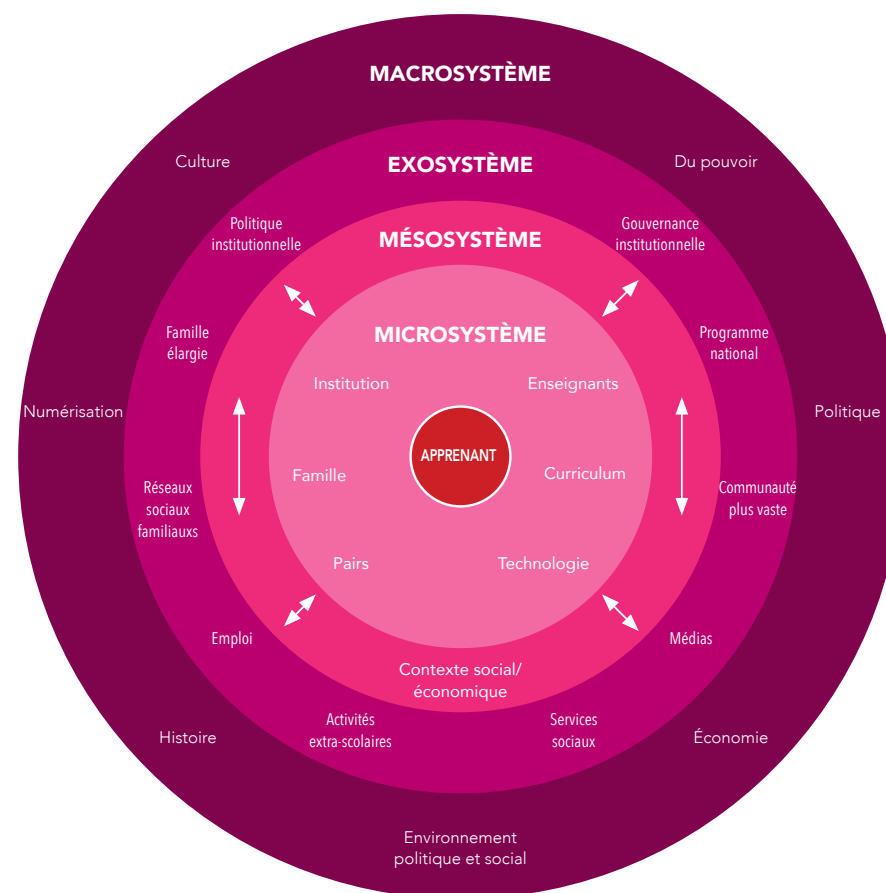 MACROSYSTÈME
Culture
Du pouvoir
EXOSYSTÈME
Politique
institutionnelle
Gouvernance
institutionnelle
MÉSOSYSTÈME
Famille
élargie
MICROSYSTÈME
Programme
national
Institution
Enseignants
Numérisation
Politique
APPRENANT
Famille
Curriculum
Réseaux
sociaux
familiauxs
Communauté
plus vaste
Pairs
Technologie
Emploi
Médias
Contexte social/
économique
Activités
extra-scolaires
Services
sociaux
Histoire
Économie
Environnement
politique et social